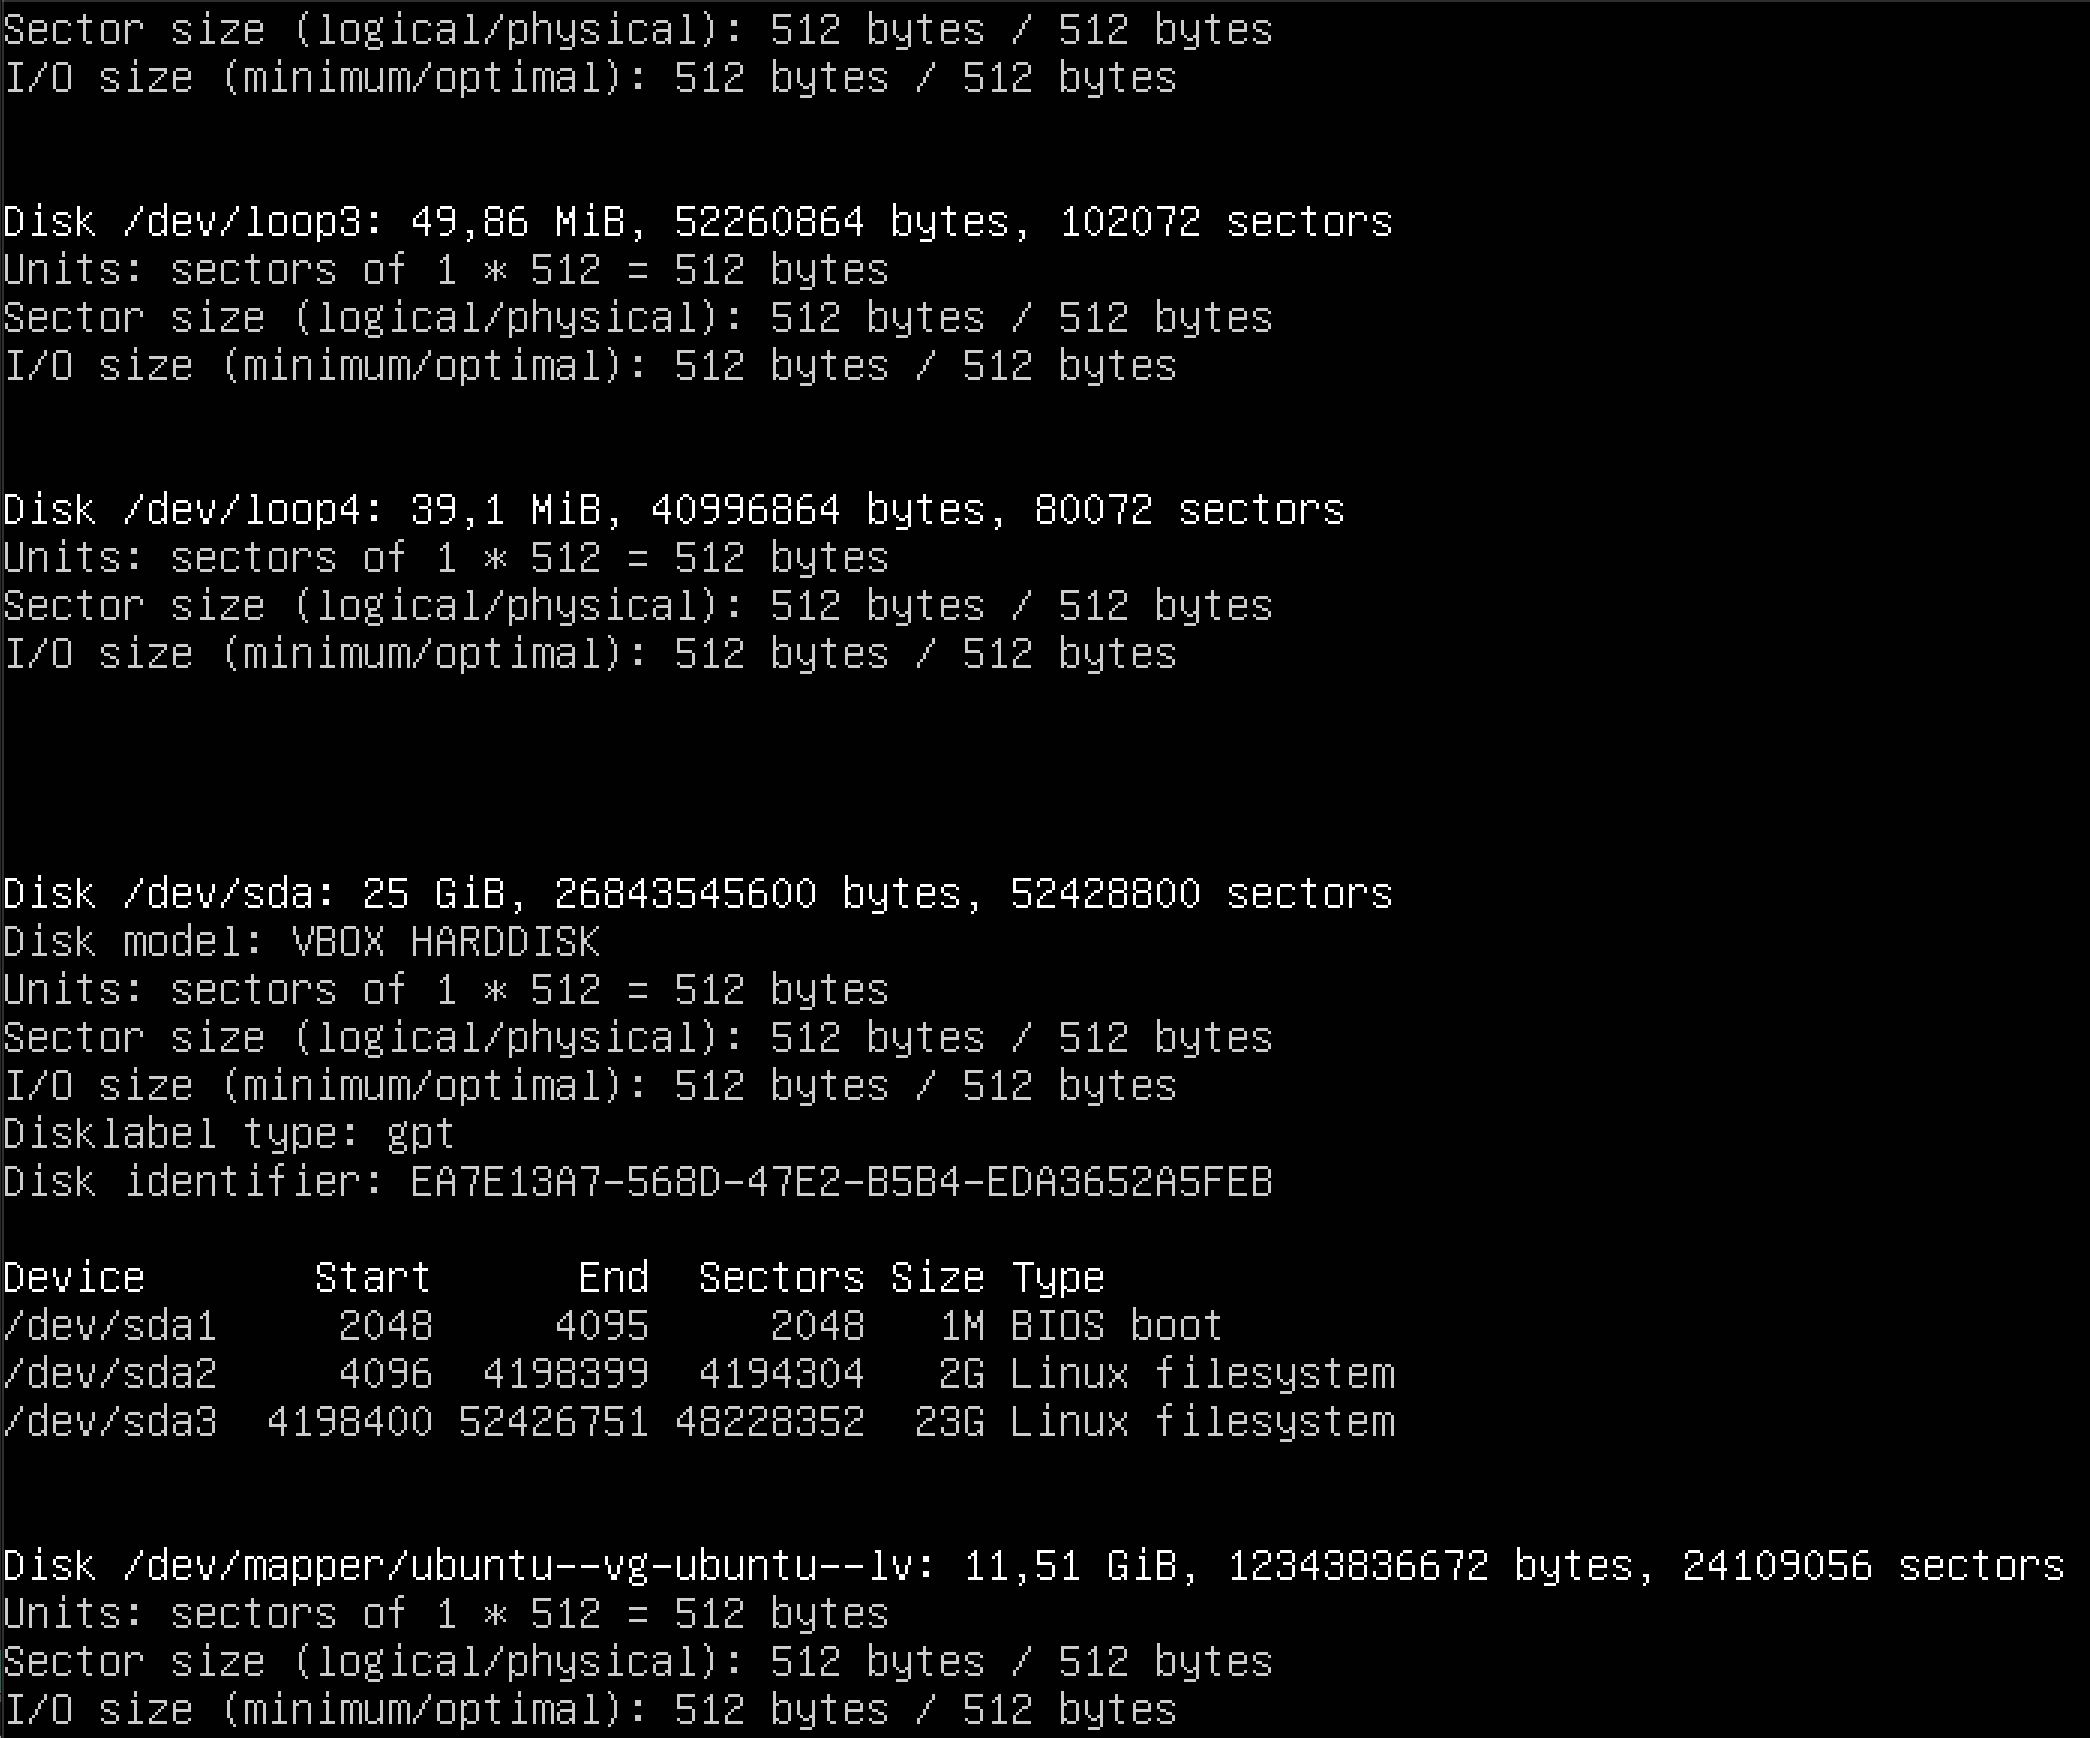 Sector size (logical/physical): 512 bytes / 512 bytes
I/O size (minimum/optimal): 512 bytes / 512 bytes
Disk /dev/loop3: 49,86 MiB, 52260864 bytes, 102072 sectors
Units: sectors of 1 * 512 = 512 bytes
Sector size (logical/physical): 512 bytes / 512 bytes
I/O size (minimum/optimal): 512 bytes / 512 bytes
Disk /dev/loop4: 39,1 MiB, 40996864 bytes, 80072 sectors
Units: sectors of 1 * 512 = 512 bytes
Sector size (logical/physical): 512 bytes / 512 bytes
I/O size (minimum/optimal): 512 bytes / 512 bytes
Disk /dev/sda: 25 GiB, 26843545600 bytes, 52428800 sectors
Disk model: VBOX HARDDISK
Units: sectors of 1 * 512 = 512 bytes
Sector size (logical/physical): 512 bytes / 512 bytes
I/O size (minimum/optimal): 512 bytes / 512 bytes
Disklabel type: gpt
Disk identifier: EA7E13A7-568D-47E2-B5B4-EDA3652A5FEB
Device       Start      End  Sectors Size Type
/dev/sda1     2048     4095     2048   1M BIOS boot
/dev/sda2     4096  4198399  4194304   2G Linux filesystem
/dev/sda3  4198400 52426751 48228352  23G Linux filesystem
Disk /dev/mapper/ubuntu--vg-ubuntu--lv: 11,51 GiB, 12343836672 bytes, 24109056 sectors
Units: sectors of 1 * 512 = 512 bytes
Sector size (logical/physical): 512 bytes / 512 bytes
I/O size (minimum/optimal): 512 bytes / 512 bytes